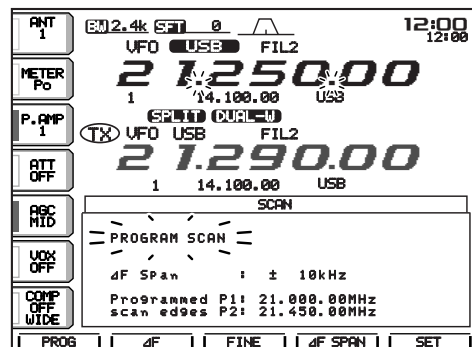 ANT
1
BW 2.4k SFT 0
12:00
12:00
VFO USB FIL2
METER
Po
21.250.00
1 14.100.00 USB
P.AMP
1
SPLIT DUAL-W
TX VFO USB FIL2
ATT
OFF
21.290.00
1 14.100.00 USB
SCAN
AGC
MID
PROGRAM SCAN
VOX
OFF
⊿F Span : ± 10kHz
COMP
OFF
WIDE
Programmed P1: 21.000.00MHz
scan edges P2: 21.450.00MHz
PROG ⊿F FINE ⊿F SPAN SET